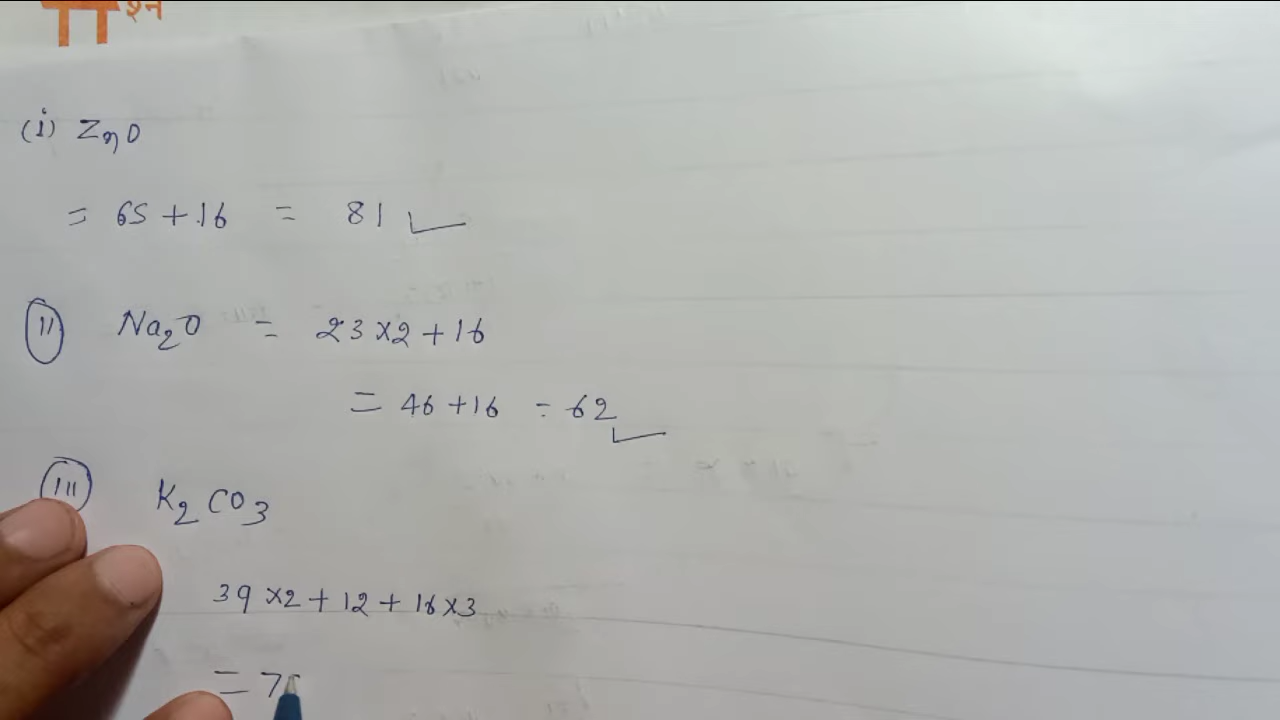 श्न
(i) ZnO
= 65 + 16 = 81
(II) Na₂O = 23 × 2 + 16
= 46 + 16 = 62
(III) K₂CO₃
39 × 2 + 12 + 16 × 3
= 7